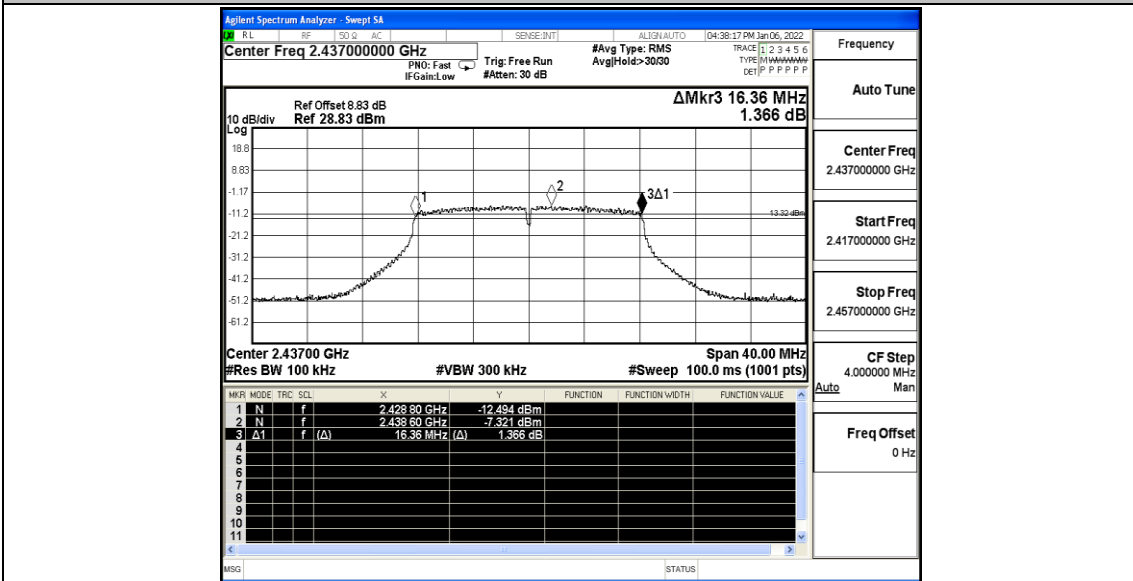 Agilent Spectrum Analyzer - Swept SA
RL RF 50 Ω AC SENSE:INT ALIGN AUTO 04:38:17 PM Jan 06, 2022
Center Freq 2.437000000 GHz
PNO: Fast
IFGain:Low
Trig: Free Run
#Atten: 30 dB
#Avg Type: RMS
Avg|Hold:>30/30
TRACE 1 2 3 4 5 6
TYPE M WWWWW
DET P P P P P P
Ref Offset 8.83 dB
Ref 28.83 dBm
10 dB/div
Log
ΔMkr3 16.36 MHz
1.366 dB
18.8
8.83
-1.17
-11.2
-21.2
-31.2
-41.2
-51.2
-61.2
1
2
3Δ1
-13.32 dBm
Center 2.43700 GHz Span 40.00 MHz
#Res BW 100 kHz #VBW 300 kHz #Sweep 100.0 ms (1001 pts)
MKR MODE TRC SCL X Y FUNCTION FUNCTION WIDTH FUNCTION VALUE
1 N f 2.428 80 GHz -12.494 dBm
2 N f 2.438 60 GHz -7.321 dBm
3 Δ1 f (Δ) 16.36 MHz (Δ) 1.366 dB
4
5
6
7
8
9
10
11
MSG STATUS
Frequency
Auto Tune
Center Freq
2.437000000 GHz
Start Freq
2.417000000 GHz
Stop Freq
2.457000000 GHz
CF Step
4.000000 MHz
Auto Man
Freq Offset
0 Hz